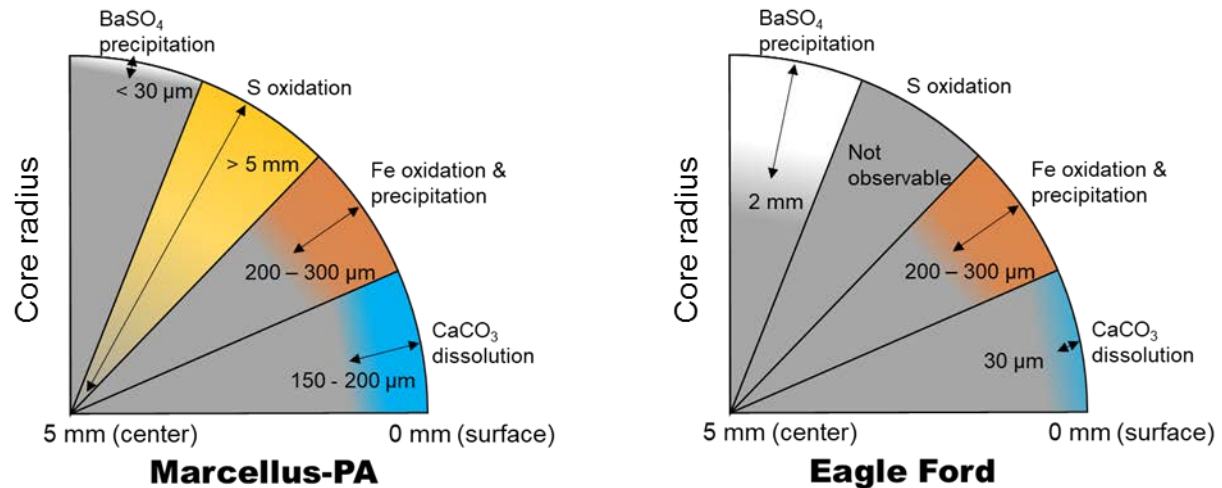 BaSO₄
precipitation
< 30 µm
S oxidation
> 5 mm
Fe oxidation &
precipitation
200 – 300 µm
CaCO₃
dissolution
150 - 200 µm
Core radius
5 mm (center)
0 mm (surface)
Marcellus-PA
BaSO₄
precipitation
2 mm
S oxidation
Not
observable
Fe oxidation &
precipitation
200 – 300 µm
CaCO₃
dissolution
30 µm
Core radius
5 mm (center)
0 mm (surface)
Eagle Ford